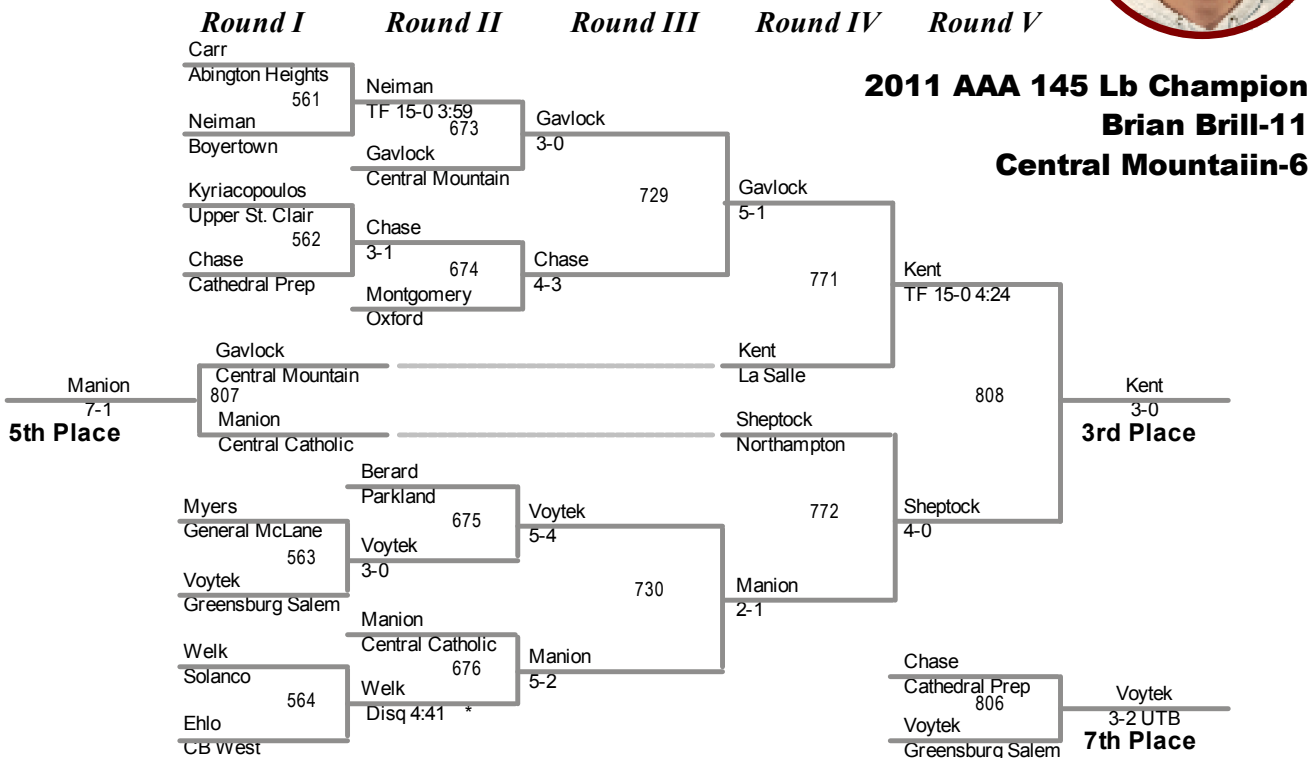 Round I Round II Round III Round IV Round V
2011 AAA 145 Lb Champion
Brian Brill-11
Central Mountaiin-6
Carr
Abington Heights
561
Neiman
Boyertown
Kyriacopoulos
Upper St. Clair
562
Chase
Cathedral Prep
Neiman
TF 15-0 3:59
673
Gavlock
Central Mountain
Chase
3-1
674
Montgomery
Oxford
Gavlock
3-0
729
Chase
4-3
Gavlock
5-1
771
Kent
La Salle
Kent
TF 15-0 4:24
808
Kent
3-0
3rd Place
Gavlock
Central Mountain
807
Manion
Central Catholic
Manion
7-1
5th Place
Sheptock
Northampton
772
Manion
2-1
Sheptock
4-0
Myers
General McLane
563
Voytek
Greensburg Salem
Welk
Solanco
564
Ehlo
CB West
Berard
Parkland
675
Voytek
3-0
Manion
Central Catholic
676
Welk
Disq 4:41 *
Voytek
5-4
730
Manion
5-2
Chase
Cathedral Prep
806
Voytek
Greensburg Salem
Voytek
3-2 UTB
7th Place